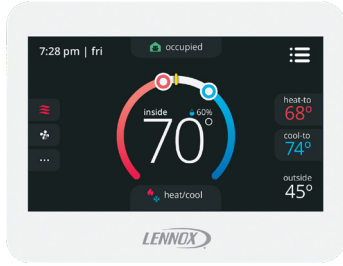 7:28 pm | fri
occupied
inside
60%
70°
heat-to
68°
cool-to
74°
outside
45°
heat/cool
LENNOX